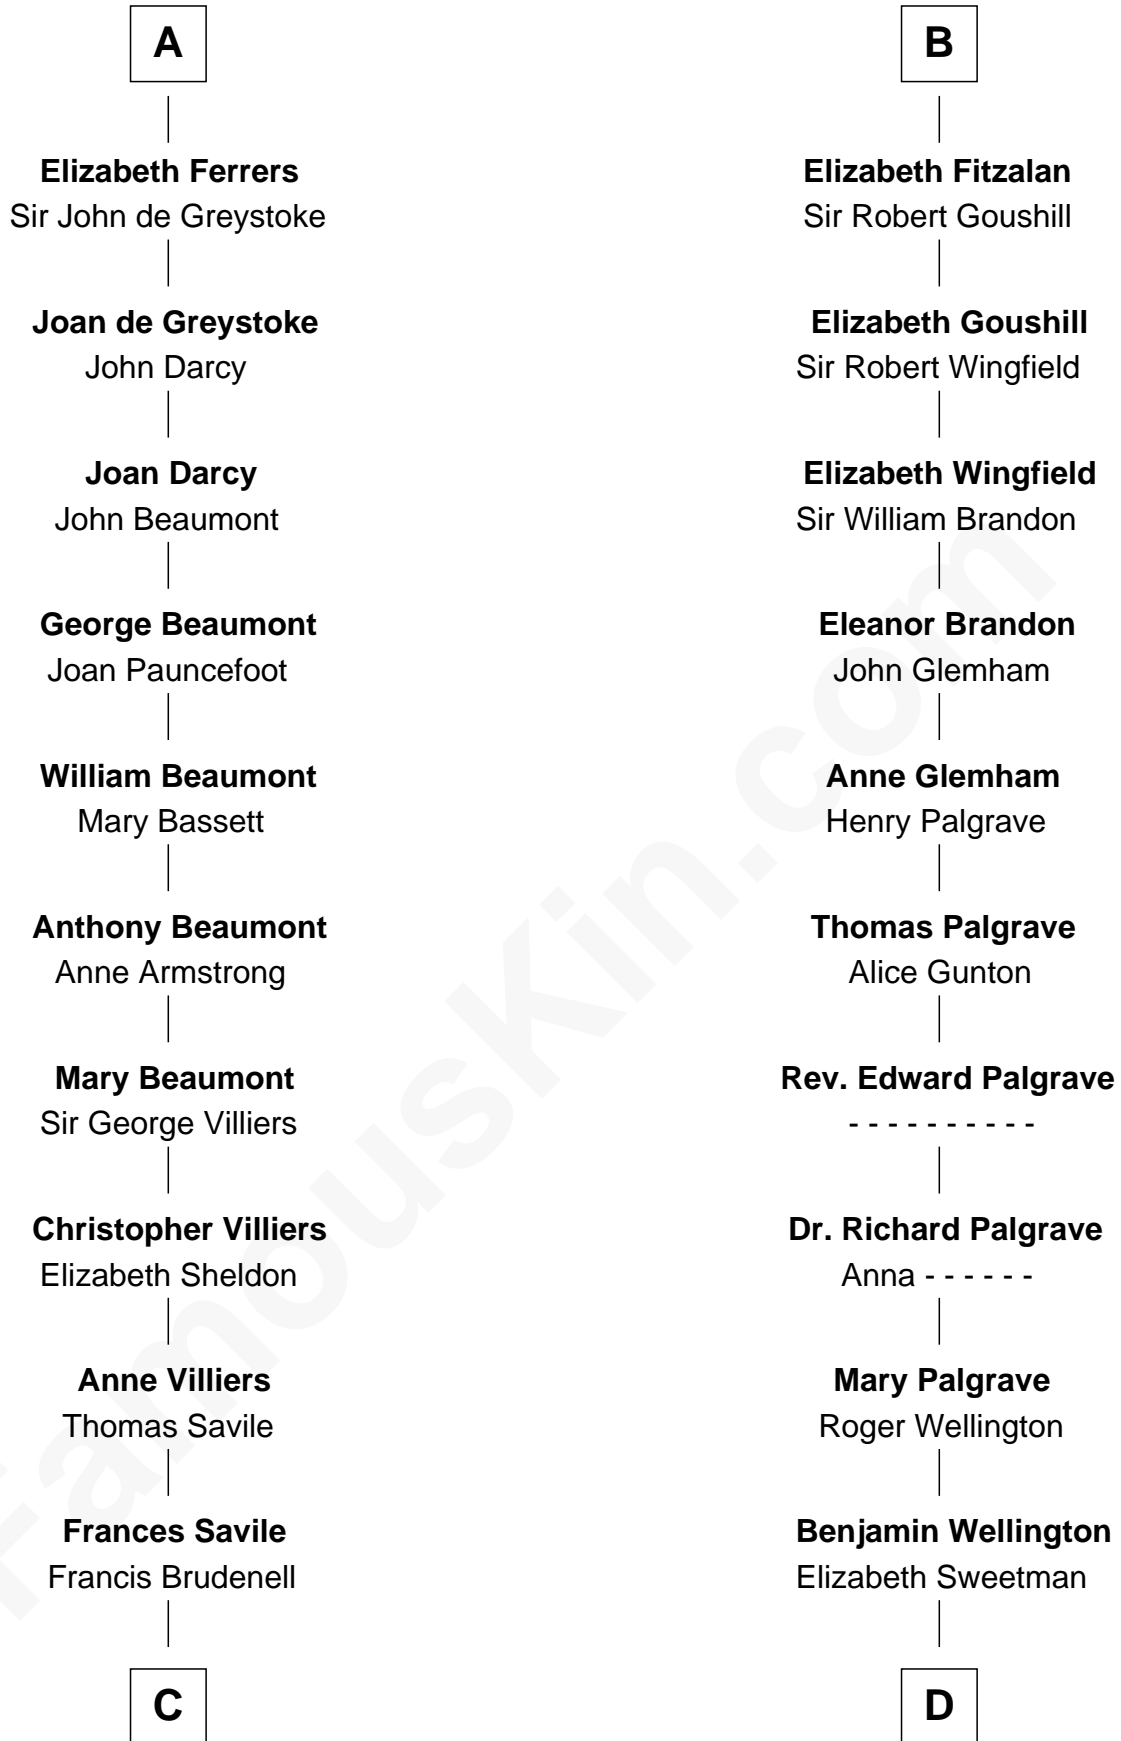 A
Elizabeth Ferrers
Sir John de Greystoke
Joan de Greystoke
John Darcy
Joan Darcy
John Beaumont
George Beaumont
Joan Pauncefoot
William Beaumont
Mary Bassett
Anthony Beaumont
Anne Armstrong
Mary Beaumont
Sir George Villiers
Christopher Villiers
Elizabeth Sheldon
Anne Villiers
Thomas Savile
Frances Savile
Francis Brudenell
C
B
Elizabeth Fitzalan
Sir Robert Goushill
Elizabeth Goushill
Sir Robert Wingfield
Elizabeth Wingfield
Sir William Brandon
Eleanor Brandon
John Glemham
Anne Glemham
Henry Palgrave
Thomas Palgrave
Alice Gunton
Rev. Edward Palgrave
- - - - - - - - - -
Dr. Richard Palgrave
Anna - - - - - -
Mary Palgrave
Roger Wellington
Benjamin Wellington
Elizabeth Sweetman
D
FamousKin.com